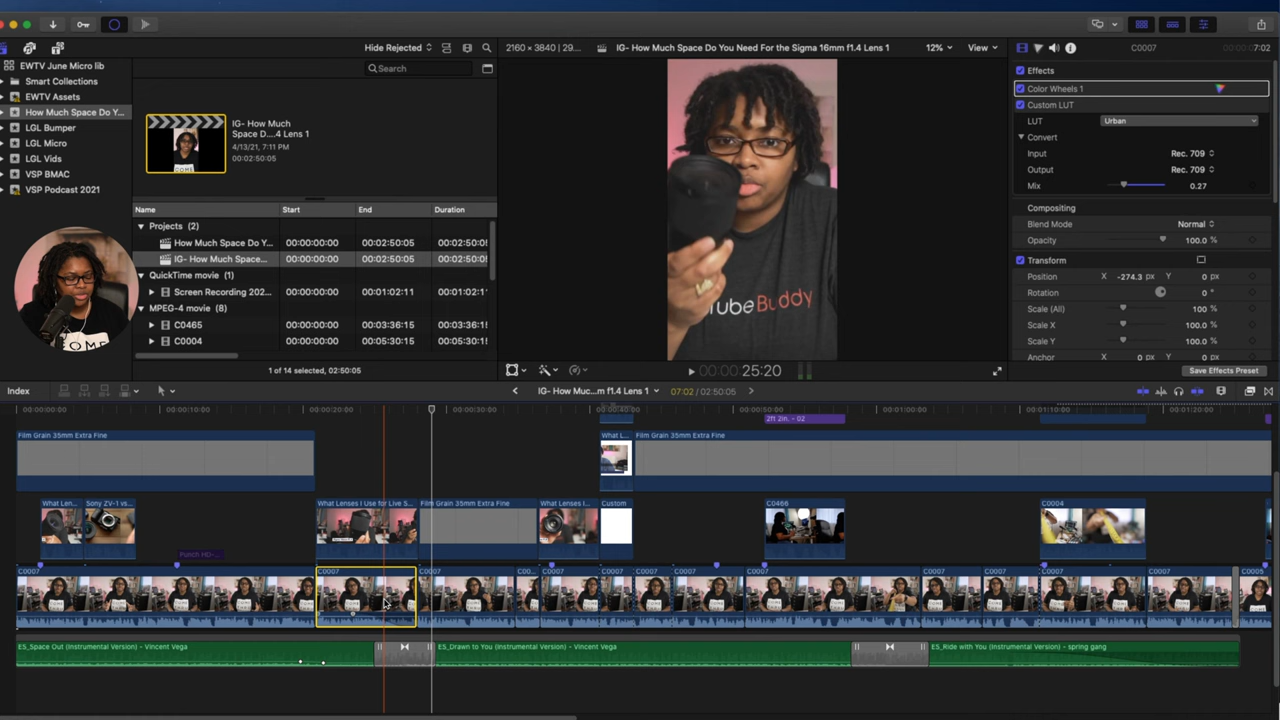 Hide Rejected
2160 × 3840 | 29...
IG- How Much Space Do You Need For the Sigma 16mm f1.4 Lens 1
12%
View
C0007
7:02
EWTV June Micro lib
Smart Collections
EWTV Assets
How Much Space Do Y...
LGL Bumper
LGL Micro
LGL Vids
VSP BMAC
VSP Podcast 2021
Search
IG- How Much
Space D....4 Lens 1
4/13/21, 7:11 PM
00:02:50:05
Name
Start
End
Duration
Projects (2)
How Much Space Do Y...
00:00:00:00
00:02:50:05
00:02:50:05
IG- How Much Space...
00:00:00:00
00:02:50:05
00:02:50:05
QuickTime movie (1)
Screen Recording 202...
00:00:00:00
00:01:02:11
00:01:02:11
MPEG-4 movie (8)
C0465
00:00:00:00
00:03:36:15
00:03:36:15
C0004
00:00:00:00
00:05:30:15
00:05:30:15
1 of 14 selected, 02:50:05
TubeBuddy
00:00:00 25:20
Effects
Color Wheels 1
Custom LUT
LUT
Urban
Convert
Input
Rec. 709
Output
Rec. 709
Mix
0.27
Compositing
Blend Mode
Normal
Opacity
100.0 %
Transform
Position
X -274.3 px Y 0 px
Rotation
0 °
Scale (All)
100 %
Scale X
100.0 %
Scale Y
100.0 %
Anchor
X 0 px Y 0 px
Save Effects Preset
Index
IG- How Muc...m f1.4 Lens 1
07:02 / 02:50:05
00:00:00:00
00:00:10:00
00:00:20:00
00:00:30:00
00:00:40:00
00:00:50:00
00:01:00:00
00:01:10:00
00:01:20:00
2ft 2in. - 02
Film Grain 35mm Extra Fine
What L...
Film Grain 35mm Extra Fine
What Len...
Sony ZV-1 vs...
What Lenses I Use for Live S...
Film Grain 35mm Extra Fine
What Lenses I...
Custom
C0466
C0004
Punch HD-...
C0007
C0007
C0007
C00...
C0007
C0007
C0007
C0007
C0007
C0007
C0007
C0007
C0005
ES_Space Out (Instrumental Version) - Vincent Vega
ES_Drawn to You (Instrumental Version) - Vincent Vega
ES_Ride with You (Instrumental Version) - spring gang